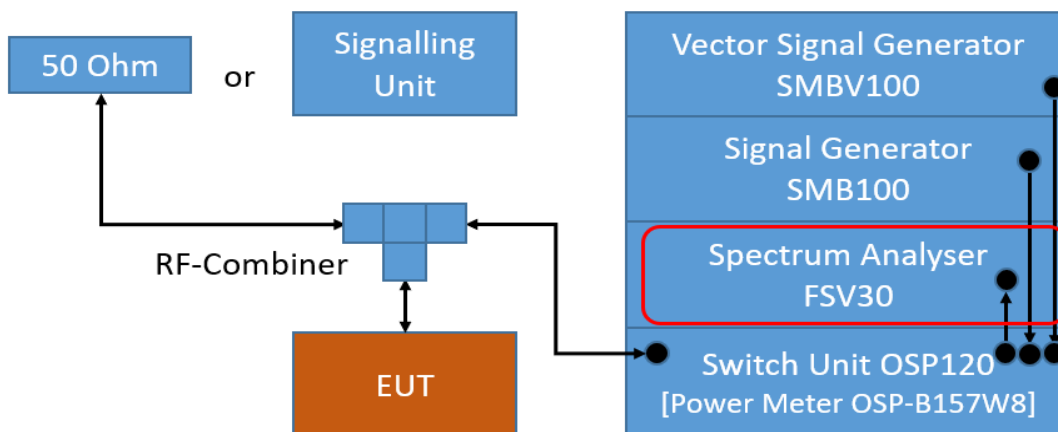 50 Ohm
or
Signalling
Unit
Vector Signal Generator
SMBV100
Signal Generator
SMB100
RF-Combiner
Spectrum Analyser
FSV30
EUT
Switch Unit OSP120
[Power Meter OSP-B157W8]